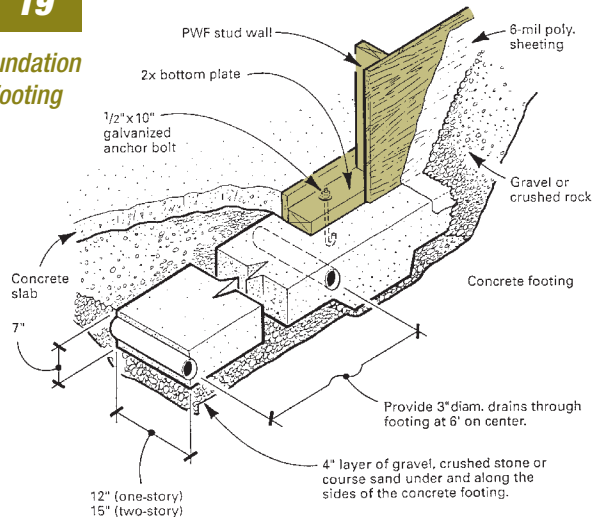 19
undation
ooting
PWF stud wall
2x bottom plate
1/2"x10"
galvanized
anchor bolt
6-mil poly.
sheeting
Gravel or
crushed rock
Concrete
slab
Concrete footing
7"
Provide 3"diam. drains through
footing at 6' on center.
4" layer of gravel, crushed stone or
course sand under and along the
sides of the concrete footing.
12" (one-story)
15" (two-story)